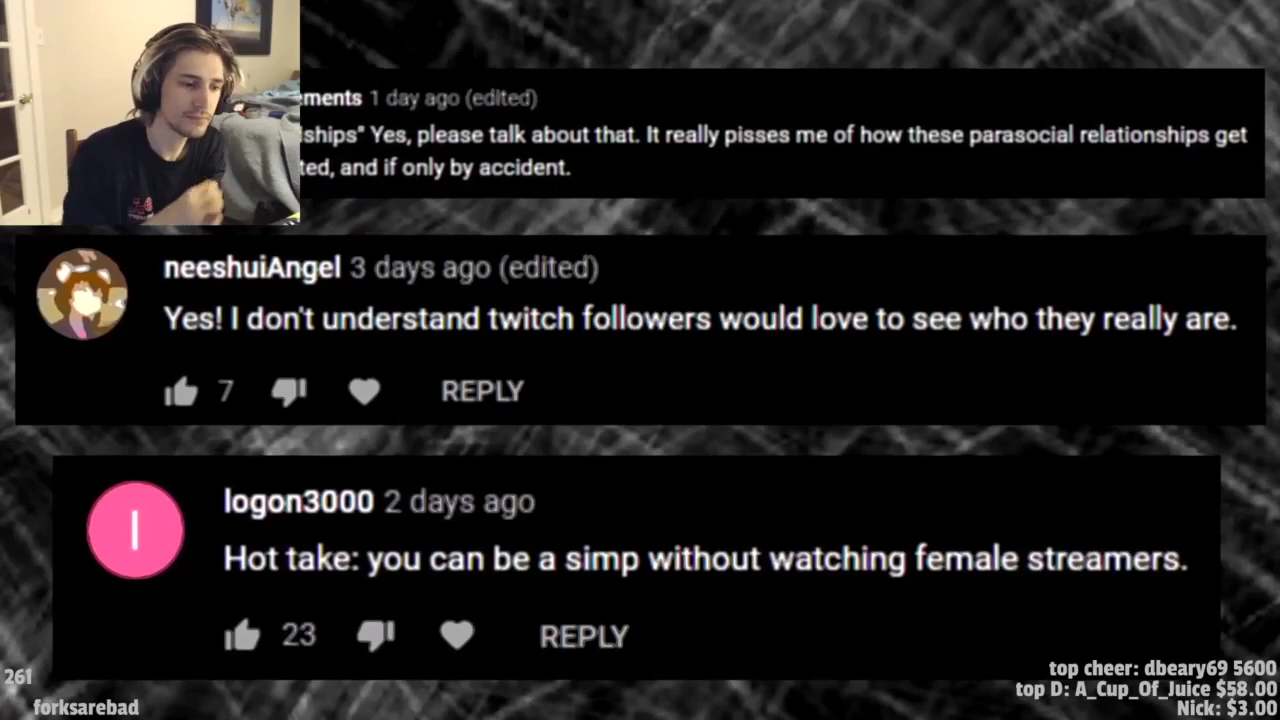 ments 1 day ago (edited)
ships" Yes, please talk about that. It really pisses me of how these parasocial relationships get
ted, and if only by accident.
neeshuiAngel 3 days ago (edited)
Yes! I don't understand twitch followers would love to see who they really are.
7 REPLY
I
logon3000 2 days ago
Hot take: you can be a simp without watching female streamers.
23 REPLY
261
forksarebad
top cheer: dbeary69 5600
top D: A_Cup_Of_Juice $58.00
Nick: $3.00